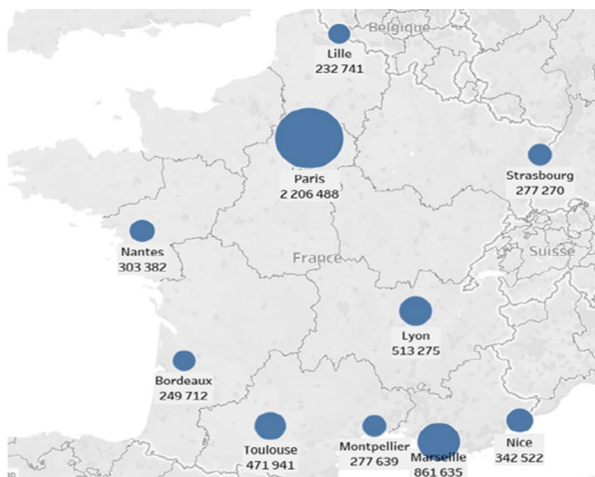 Belgique
Lille
232 741
Paris
2 206 488
Strasbourg
277 270
Nantes
303 382
France
Suisse
Lyon
513 275
Bordeaux
249 712
Toulouse
471 941
Montpellier
277 639
Marseille
861 635
Nice
342 522